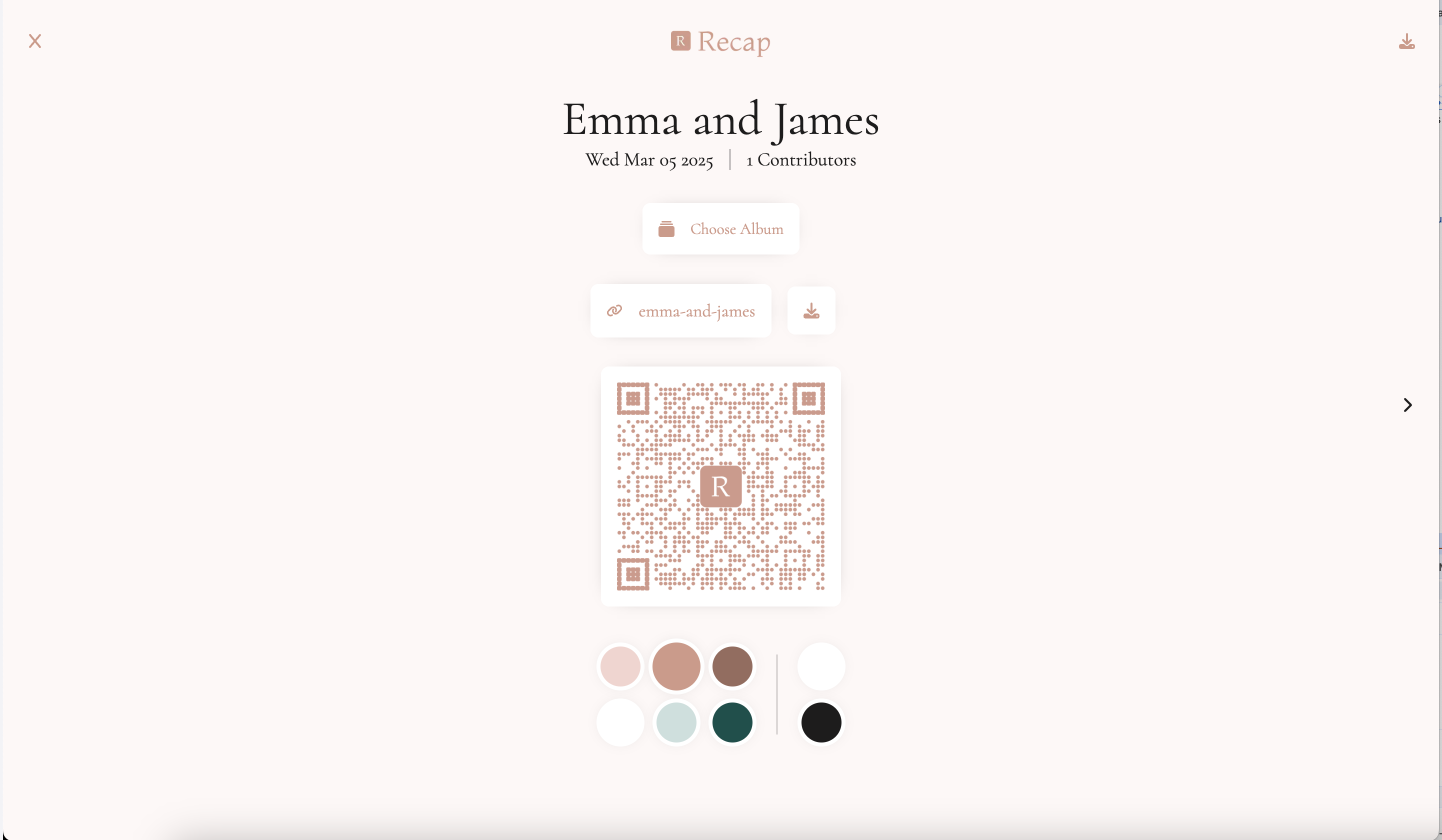 R Recap
Emma and James
Wed Mar 05 2025 | 1 Contributors
Choose Album
emma-and-james
R